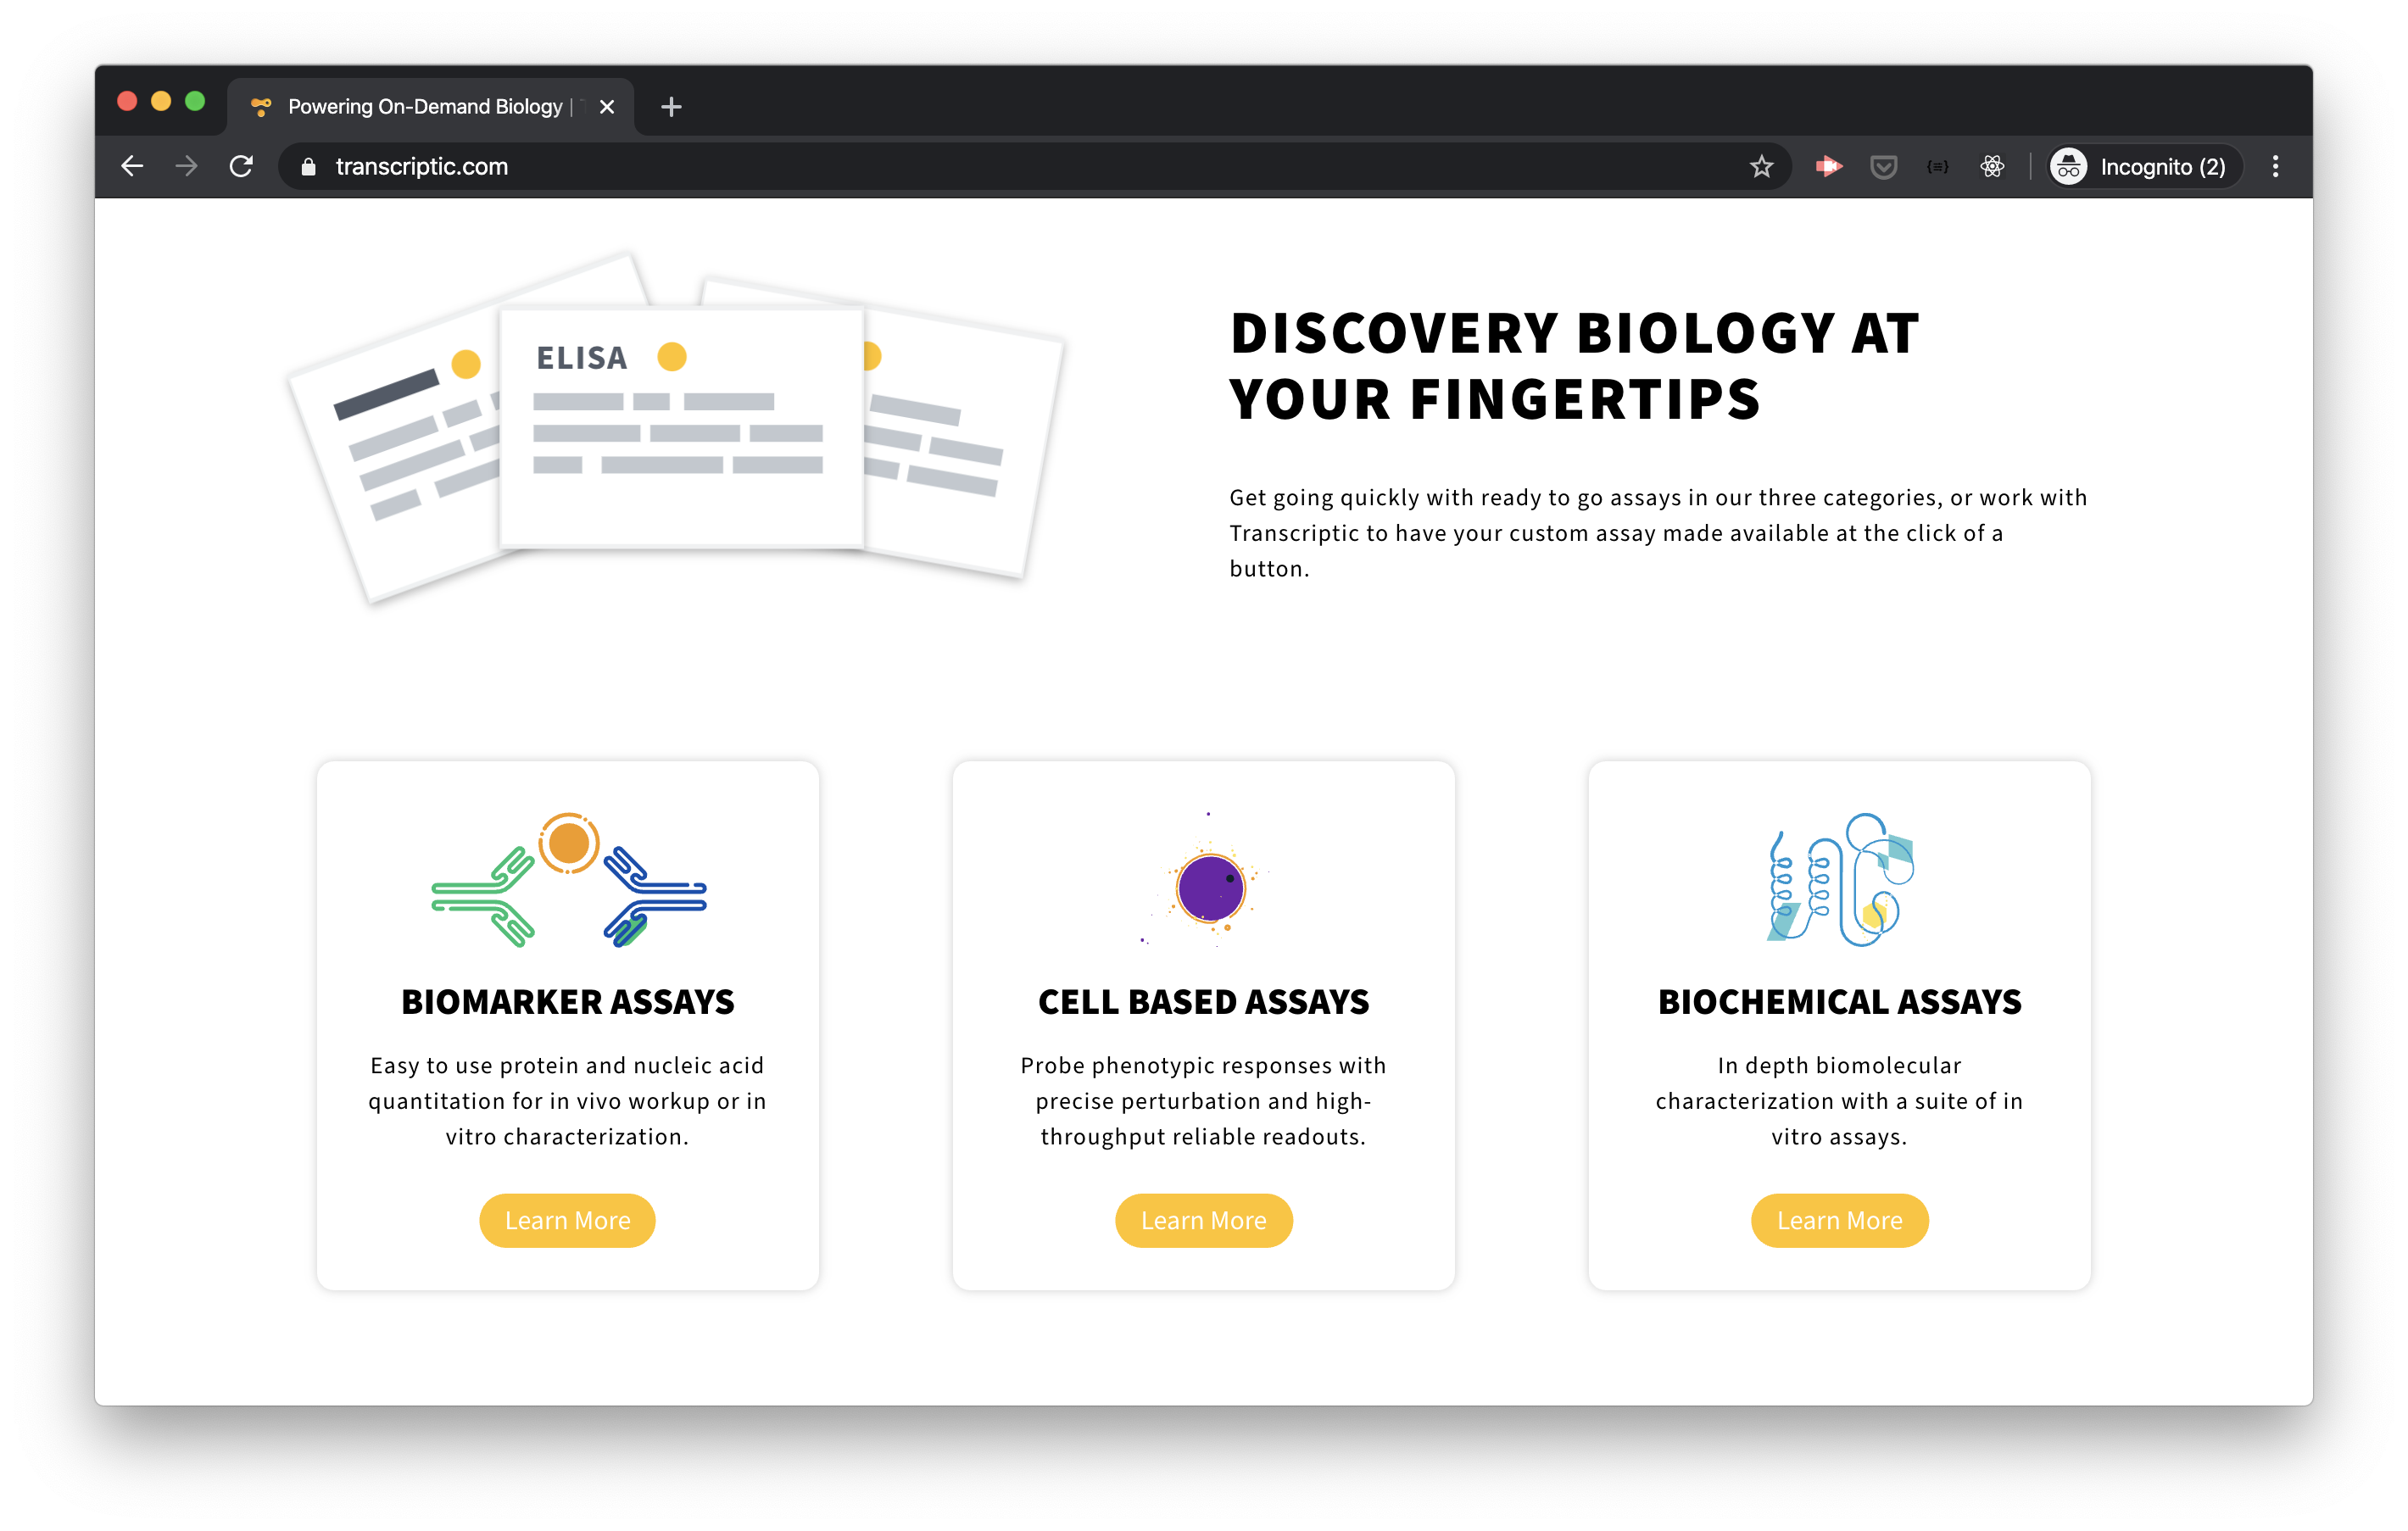 Powering On-Demand Biology |
transcriptic.com
Incognito (2)
ELISA
DISCOVERY BIOLOGY AT
YOUR FINGERTIPS
Get going quickly with ready to go assays in our three categories, or work with
Transcriptic to have your custom assay made available at the click of a
button.
BIOMARKER ASSAYS
Easy to use protein and nucleic acid
quantitation for in vivo workup or in
vitro characterization.
Learn More
CELL BASED ASSAYS
Probe phenotypic responses with
precise perturbation and high-
throughput reliable readouts.
Learn More
BIOCHEMICAL ASSAYS
In depth biomolecular
characterization with a suite of in
vitro assays.
Learn More